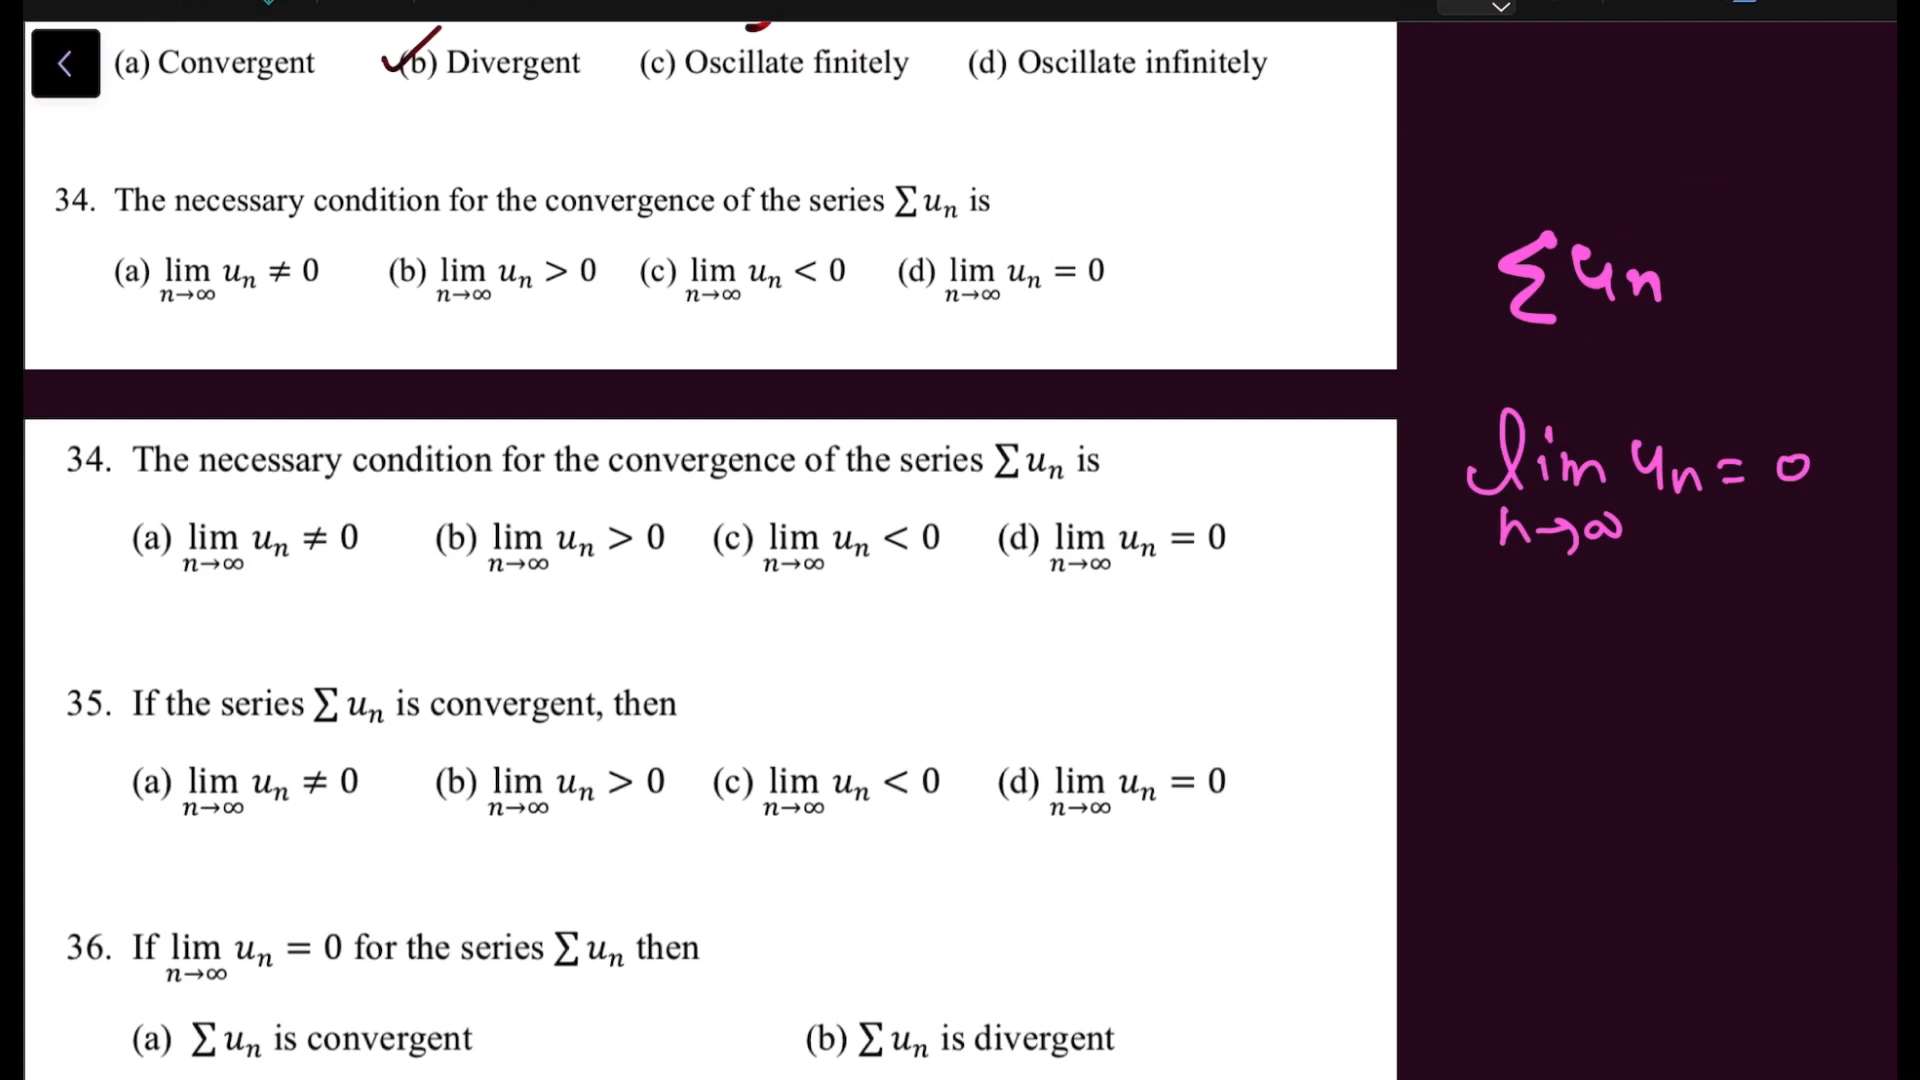 (a) Convergent (b) Divergent (c) Oscillate finitely (d) Oscillate infinitely
34. The necessary condition for the convergence of the series ∑uₙ is
(a) lim uₙ ≠ 0 (b) lim uₙ > 0 (c) lim uₙ < 0 (d) lim uₙ = 0
n→∞ n→∞ n→∞ n→∞
∑uₙ
34. The necessary condition for the convergence of the series ∑uₙ is
(a) lim uₙ ≠ 0 (b) lim uₙ > 0 (c) lim uₙ < 0 (d) lim uₙ = 0
n→∞ n→∞ n→∞ n→∞
lim uₙ = 0
n→∞
35. If the series ∑uₙ is convergent, then
(a) lim uₙ ≠ 0 (b) lim uₙ > 0 (c) lim uₙ < 0 (d) lim uₙ = 0
n→∞ n→∞ n→∞ n→∞
36. If lim uₙ = 0 for the series ∑uₙ then
n→∞
(a) ∑uₙ is convergent (b) ∑uₙ is divergent